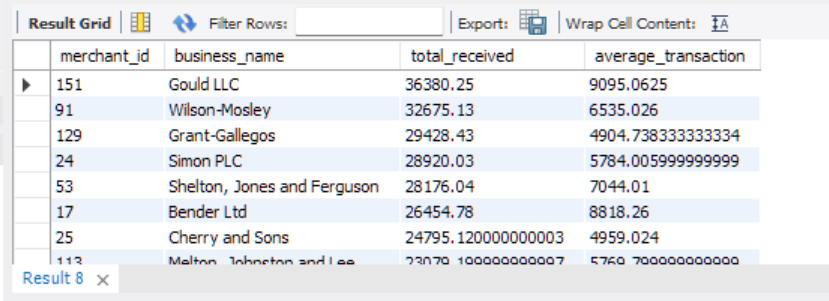 Result Grid Filter Rows: Export: Wrap Cell Content: IA
merchant_id business_name total_received average_transaction
151 Gould LLC 36380.25 9095.0625
91 Wilson-Mosley 32675.13 6535.026
129 Grant-Gallegos 29428.43 4904.738333333334
24 Simon PLC 28920.03 5784.005999999999
53 Shelton, Jones and Ferguson 28176.04 7044.01
17 Bender Ltd 26454.78 8818.26
25 Cherry and Sons 24795.120000000003 4959.024
113 Melton, Johnston and Lee 23079.199999999997 5769.799999999999
Result 8